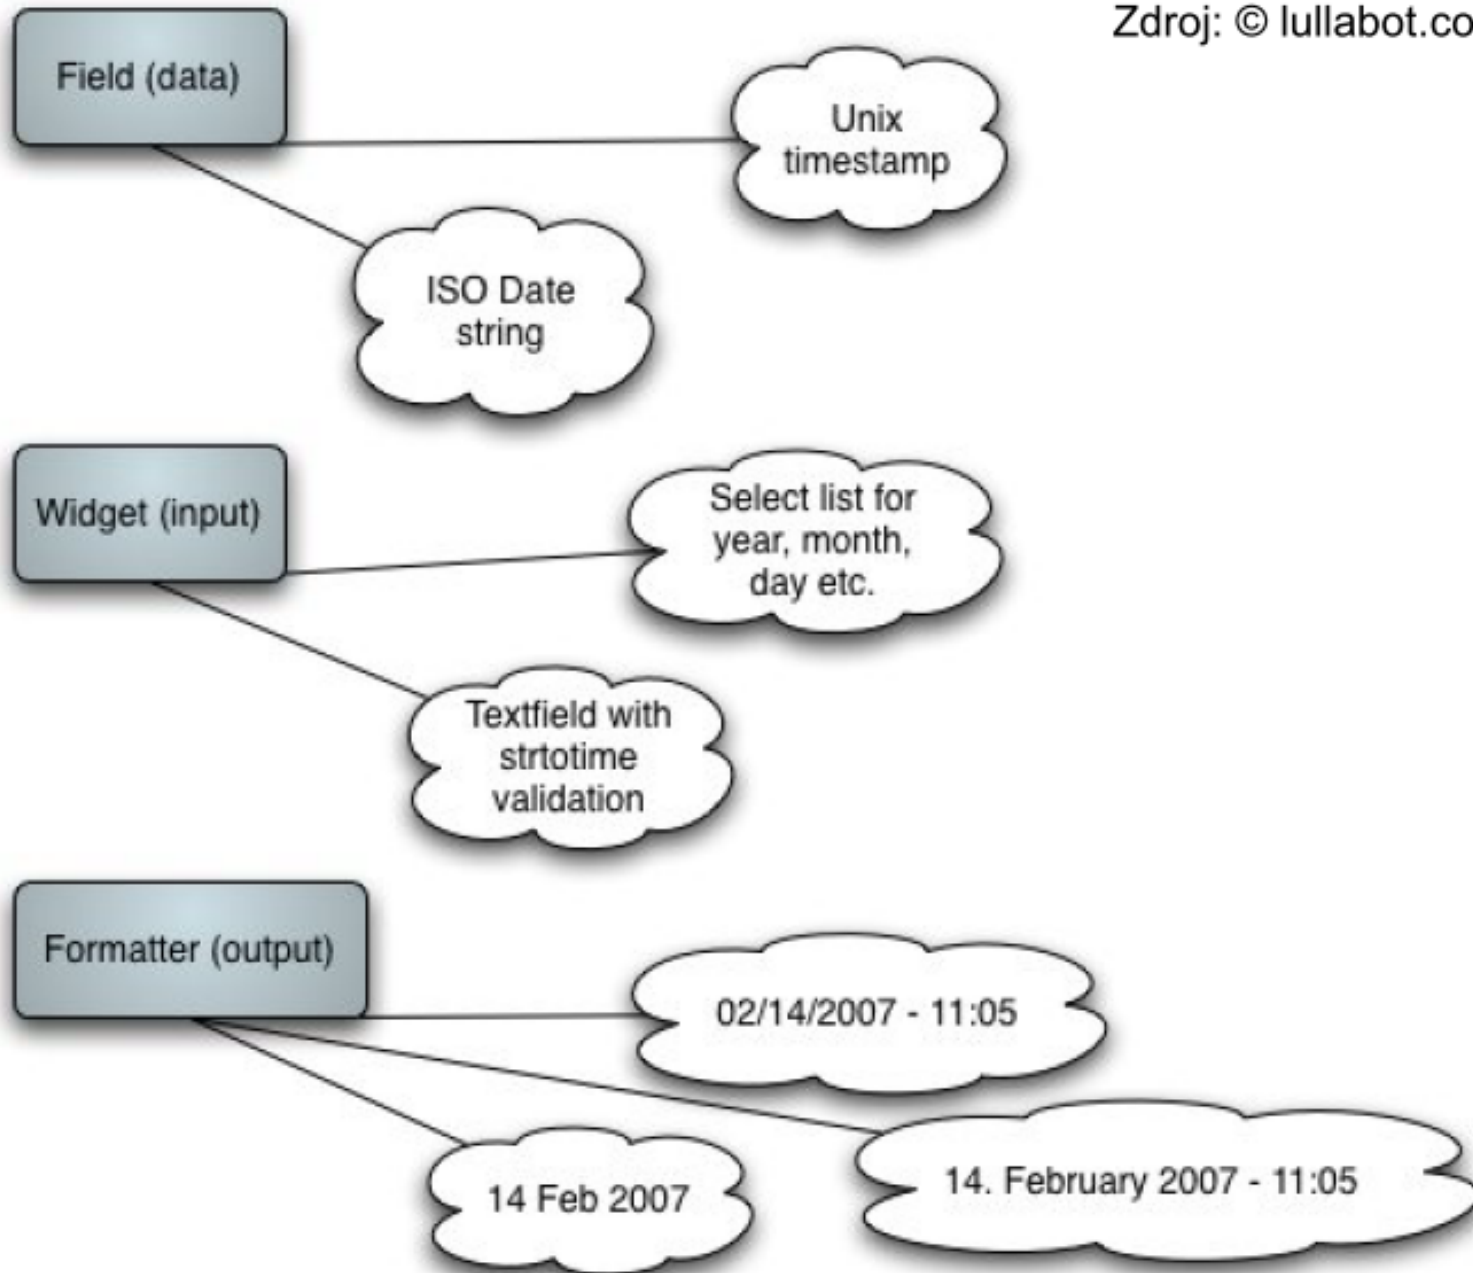 Zdroj: © lullabot.co
Field (data)
Unix
timestamp
ISO Date
string
Widget (input)
Select list for
year, month,
day etc.
Textfield with
strtotime
validation
Formatter (output)
02/14/2007 - 11:05
14. February 2007 - 11:05
14 Feb 2007